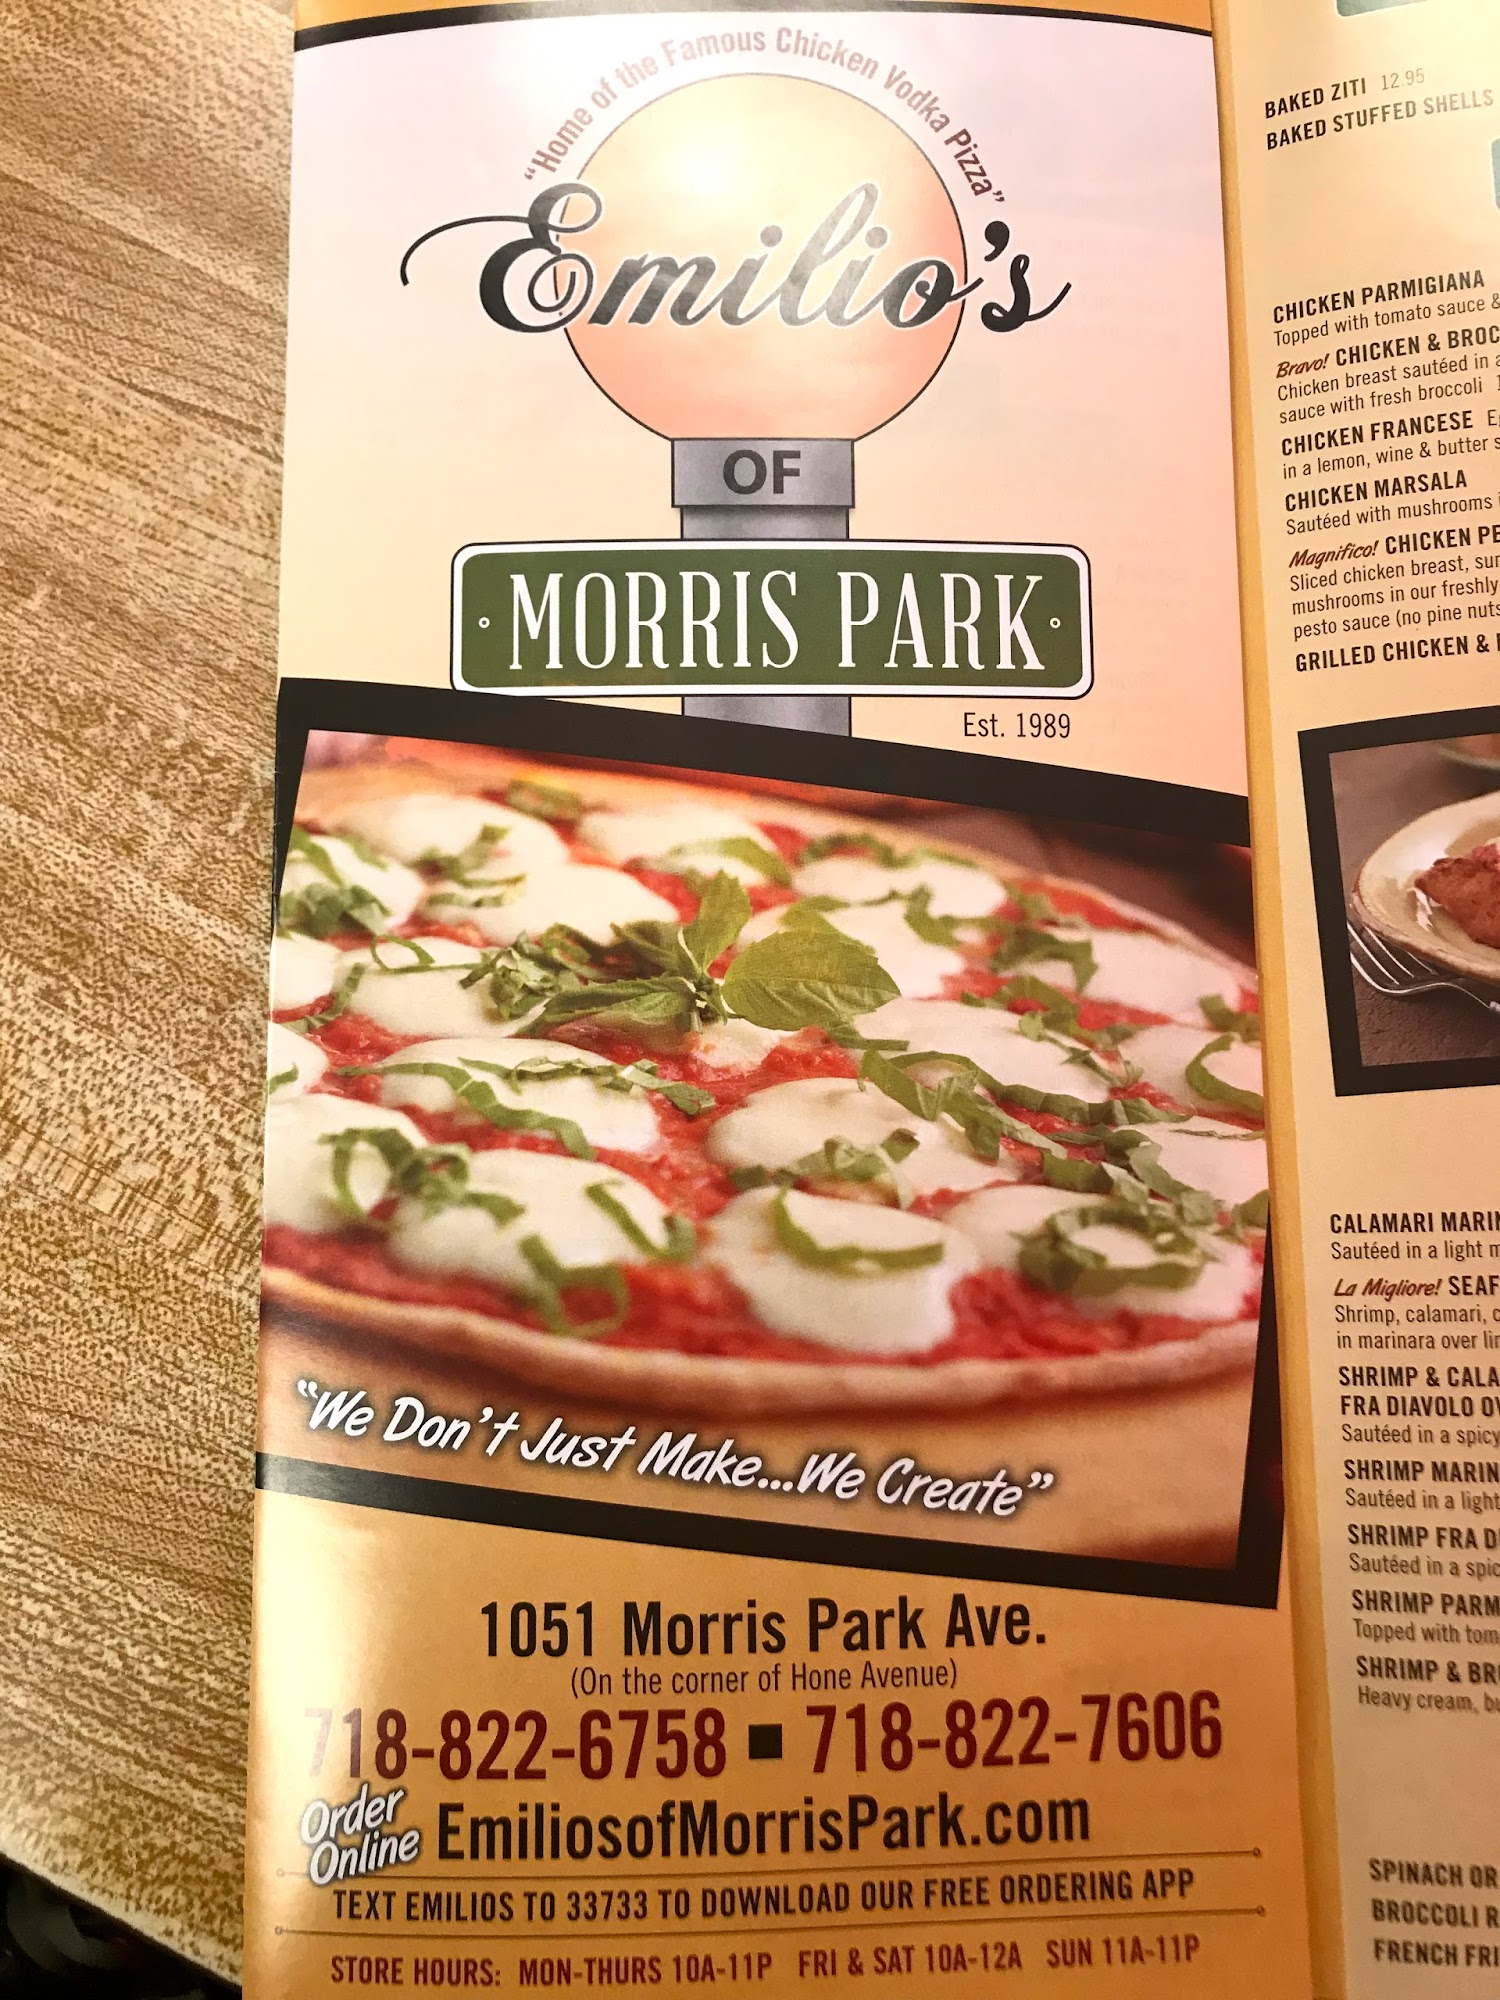 "Home of the Famous Chicken Vodka Pizza"
Emilio's
OF
MORRIS PARK
Est. 1989
"We Don't Just Make...We Create"
1051 Morris Park Ave.
(On the corner of Hone Avenue)
718-822-6758 ■ 718-822-7606
Order Online EmiliosofMorrisPark.com
TEXT EMILIOS TO 33733 TO DOWNLOAD OUR FREE ORDERING APP
STORE HOURS: MON-THURS 10A-11P FRI & SAT 10A-12A SUN 11A-11P
BAKED ZITI 12.95
BAKED STUFFED SHELLS
CHICKEN PARMIGIANA
Topped with tomato sauce &
Bravo! CHICKEN &
Chicken breast sautéed in
sauce with fresh broccoli
CHICKEN FRANCESE
in a lemon, wine & butter
CHICKEN MARSALA
Sautéed with mushrooms
Magnifico! CHICKEN
Sliced chicken breast,
mushrooms in our freshly
pesto sauce (no pine nuts
GRILLED CHICKEN &
CALAMARI
Sautéed in a light
La Migliore!
Shrimp, calamari,
in marinara over
SHRIMP &
FRA DIAVOLO
Sautéed in a spicy
SHRIMP
Sautéed in a light
SHRIMP FRA
Sautéed in a
SHRIMP
Topped with
SHRIMP &
Heavy cream,
SPINACH OR
BROCCOLI
FRENCH